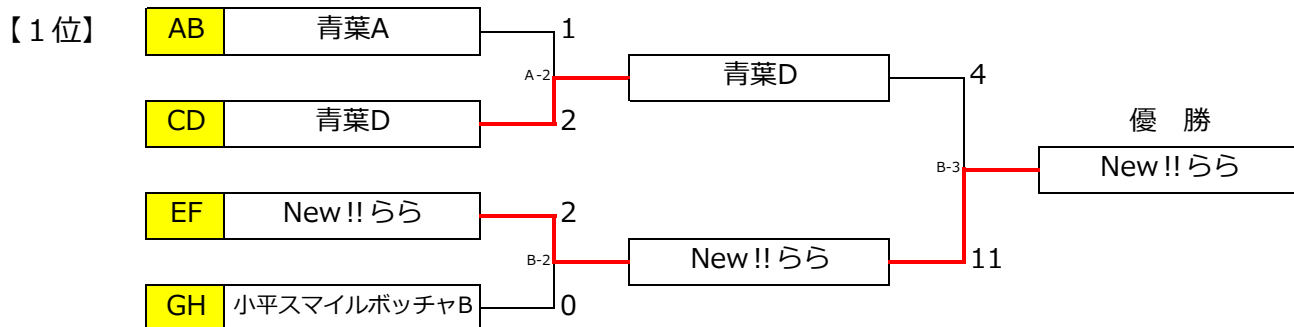 【１位】
AB 青葉A 1
A-2 青葉D 4
CD 青葉D 2
優　勝
B-3 New!!らら
EF New!!らら 2
B-2 New!!らら 11
GH 小平スマイルボッチャB 0